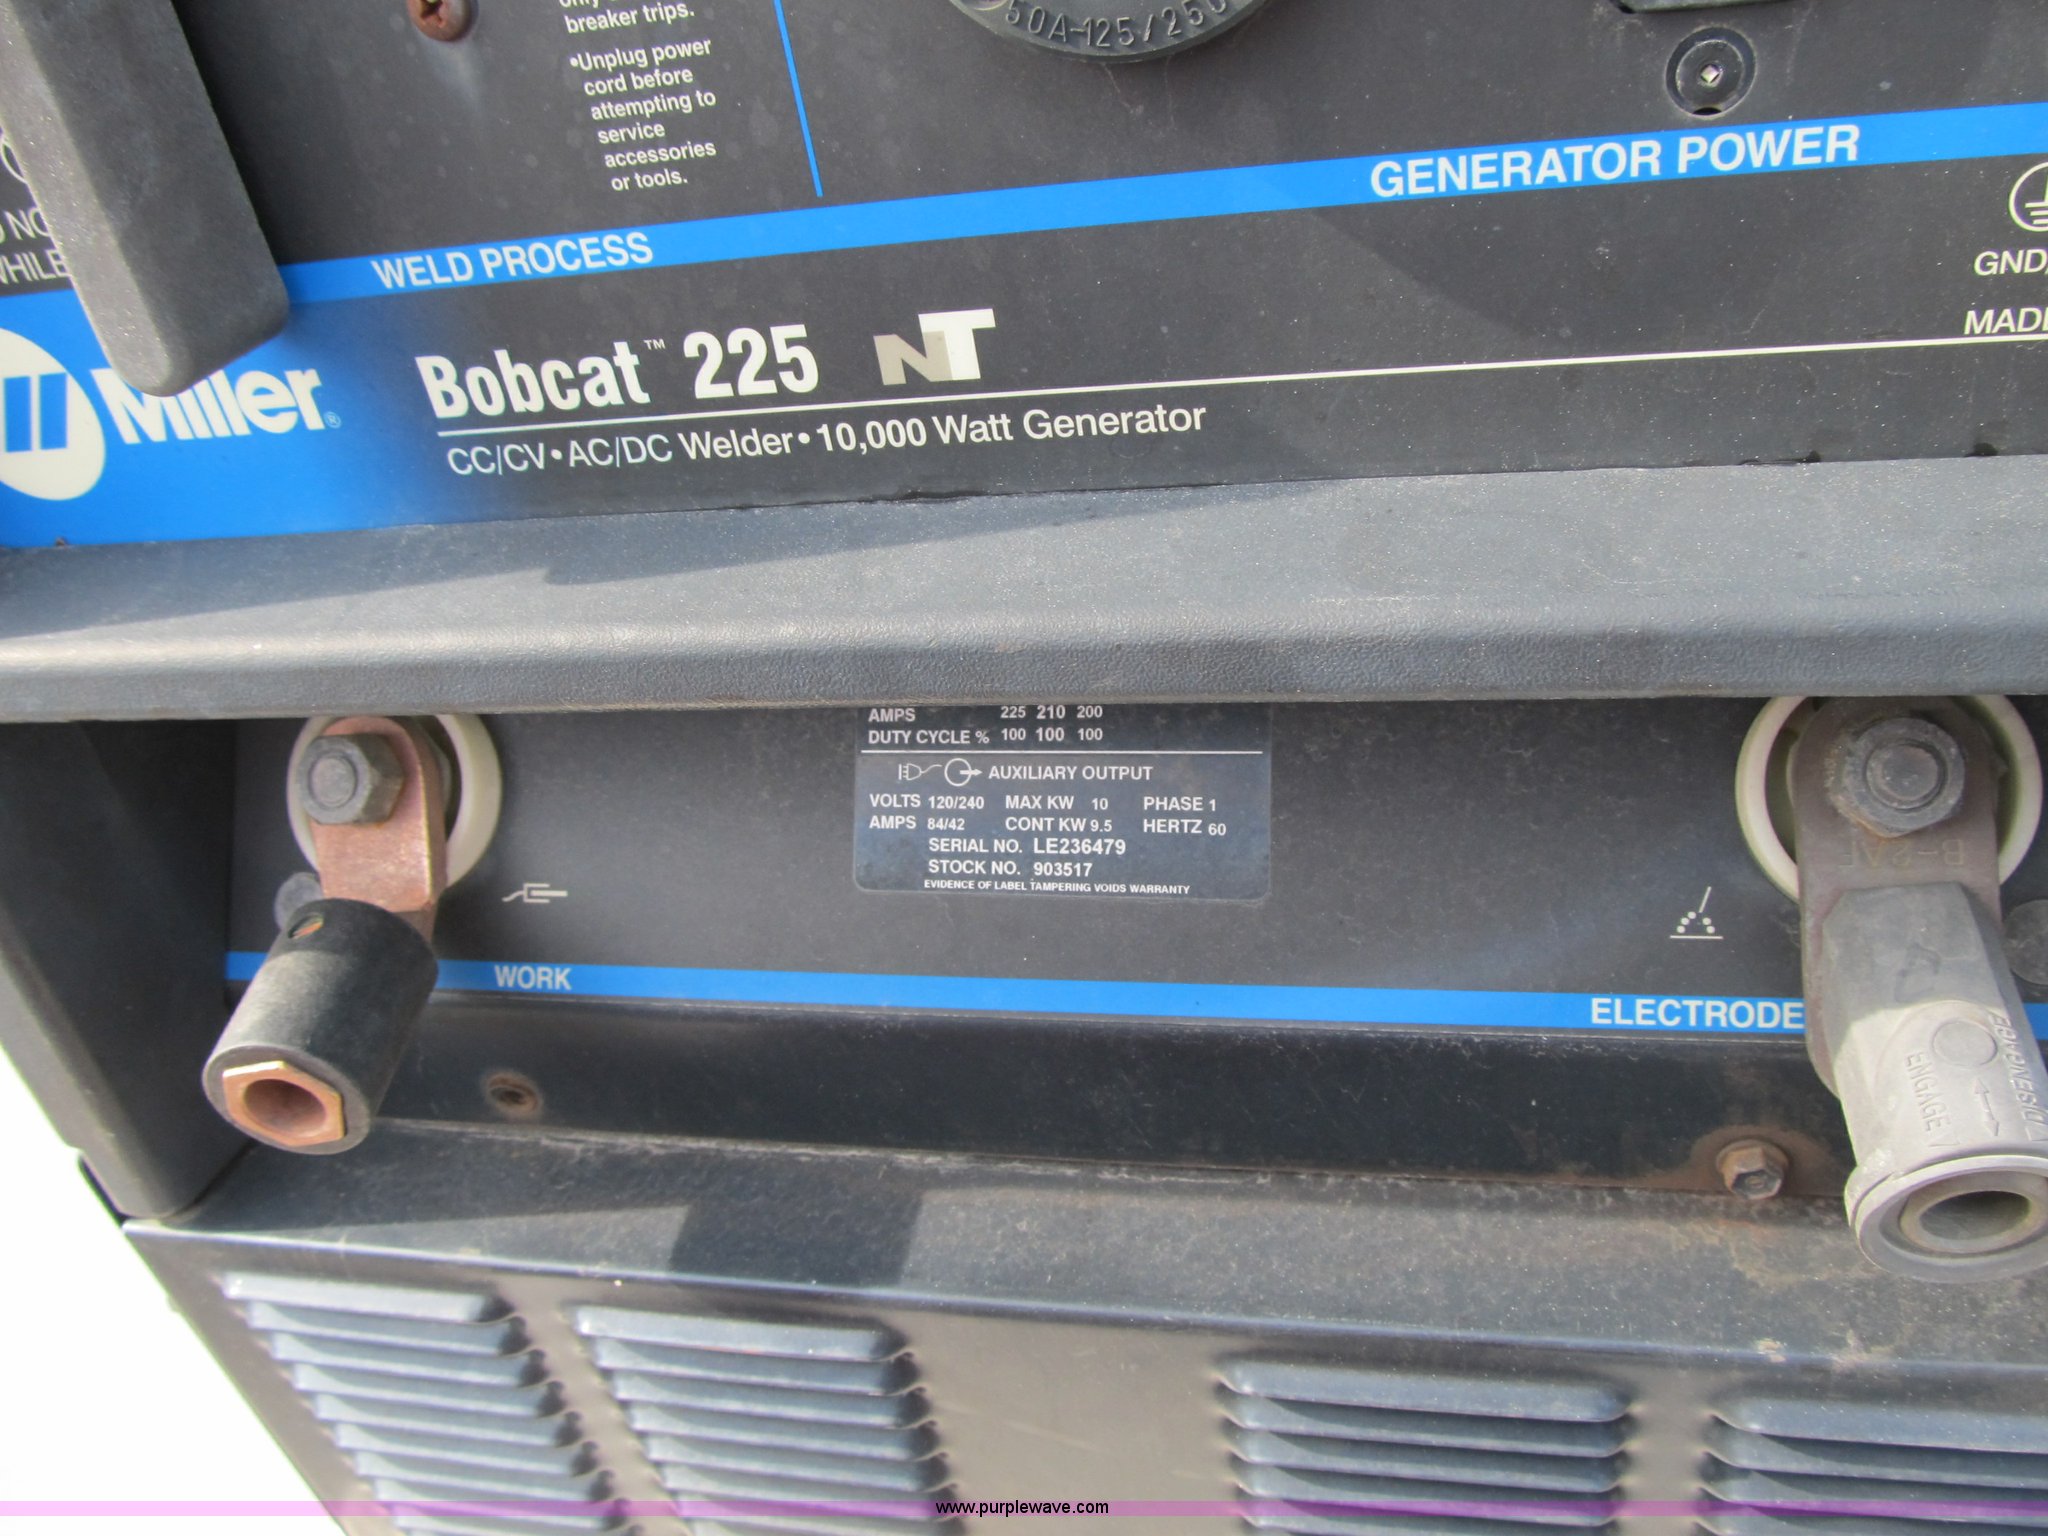 breaker trips.
•Unplug power
cord before
attempting to
service
accessories
or tools.
50A-125/250
GENERATOR POWER
WELD PROCESS
GND/
MADE
Miller®
Bobcat™ 225 NT
CC/CV • AC/DC Welder • 10,000 Watt Generator
AMPS 225 210 200
DUTY CYCLE % 100 100 100
AUXILIARY OUTPUT
VOLTS 120/240 MAX KW 10 PHASE 1
AMPS 84/42 CONT KW 9.5 HERTZ 60
SERIAL NO. LE236479
STOCK NO. 903517
EVIDENCE OF LABEL TAMPERING VOIDS WARRANTY
WORK
ELECTRODE
ENGAGE
www.purplewave.com